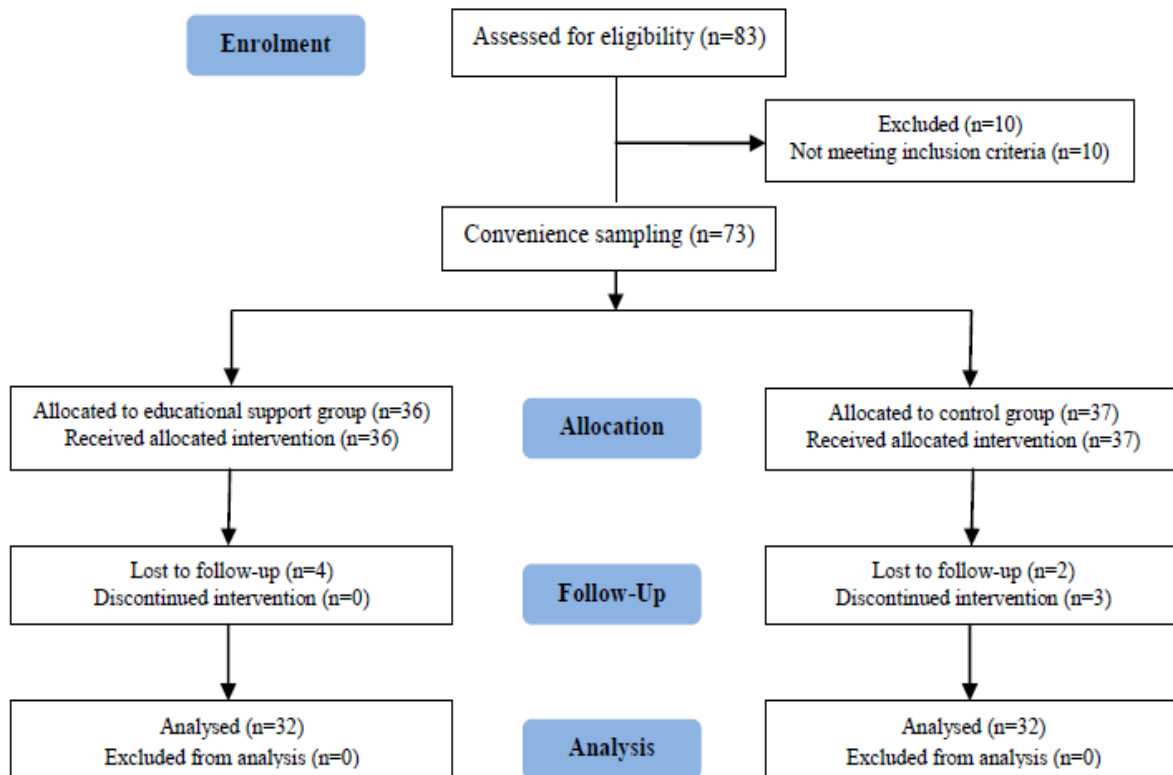 Enrolment
Assessed for eligibility (n=83)
Excluded (n=10)
Not meeting inclusion criteria (n=10)
Convenience sampling (n=73)
Allocated to educational support group (n=36)
Received allocated intervention (n=36)
Allocation
Allocated to control group (n=37)
Received allocated intervention (n=37)
Lost to follow-up (n=4)
Discontinued intervention (n=0)
Follow-Up
Lost to follow-up (n=2)
Discontinued intervention (n=3)
Analysed (n=32)
Excluded from analysis (n=0)
Analysis
Analysed (n=32)
Excluded from analysis (n=0)